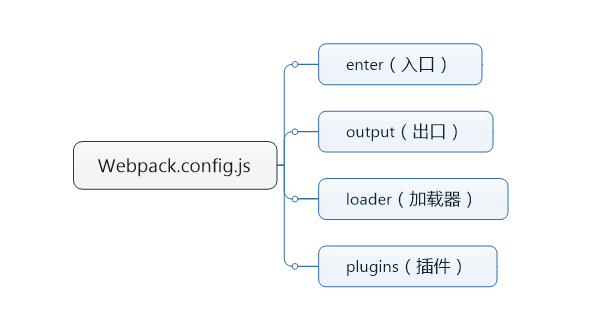 Webpack.config.js
enter（入口）
output（出口）
loader（加载器）
plugins（插件）